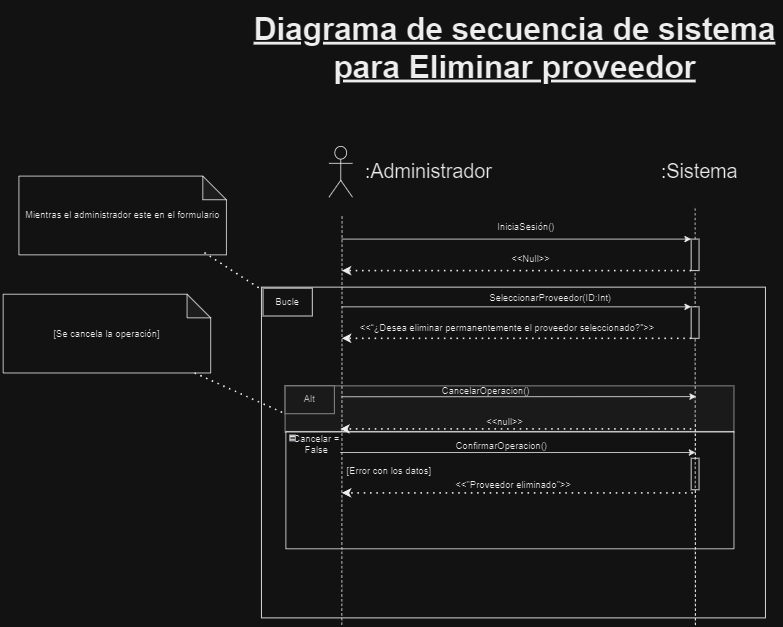 Diagrama de secuencia de sistema
para Eliminar proveedor
:Administrador
:Sistema
Mientras el administrador este en el formulario
IniciaSesión()
<<Null>>
Bucle
SeleccionarProveedor(ID:Int)
<<"¿Desea eliminar permanentemente el proveedor seleccionado?">>
[Se cancela la operación]
Alt
CancelarOperacion()
<<null>>
Cancelar =
False
ConfirmarOperacion()
[Error con los datos]
<<"Proveedor eliminado">>